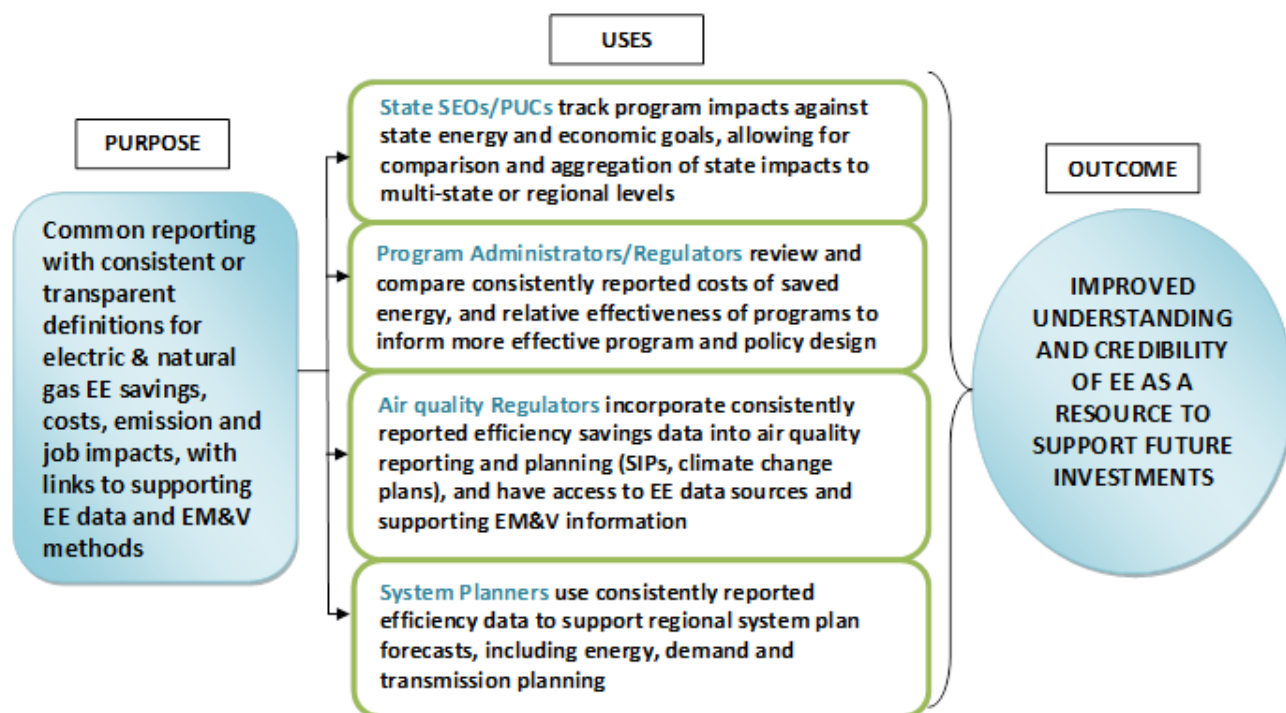 USES
PURPOSE
OUTCOME
Common reporting
with consistent or
transparent
definitions for
electric & natural
gas EE savings,
costs, emission and
job impacts, with
links to supporting
EE data and EM&V
methods
State SEOs/PUCs track program impacts against
state energy and economic goals, allowing for
comparison and aggregation of state impacts to
multi-state or regional levels
Program Administrators/Regulators review and
compare consistently reported costs of saved
energy, and relative effectiveness of programs to
inform more effective program and policy design
Air quality Regulators incorporate consistently
reported efficiency savings data into air quality
reporting and planning (SIPs, climate change
plans), and have access to EE data sources and
supporting EM&V information
System Planners use consistently reported
efficiency data to support regional system plan
forecasts, including energy, demand and
transmission planning
IMPROVED
UNDERSTANDING
AND CREDIBILITY
OF EE AS A
RESOURCE TO
SUPPORT FUTURE
INVESTMENTS